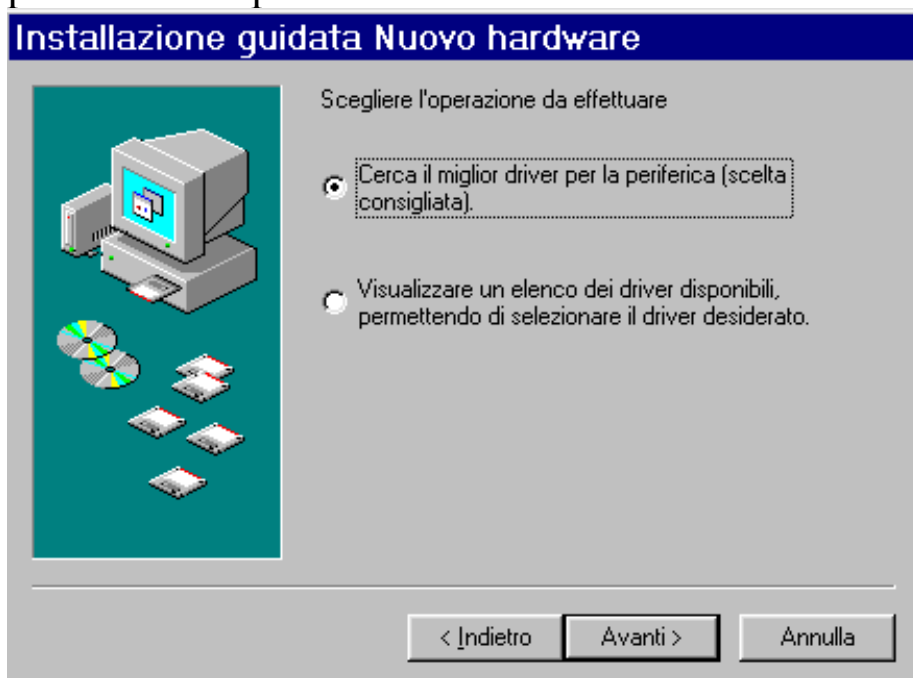 Installazione guidata Nuovo hardware
Scegliere l'operazione da effettuare
Cerca il miglior driver per la periferica (scelta
consigliata).
Visualizzare un elenco dei driver disponibili,
permettendo di selezionare il driver desiderato.
< Indietro
Avanti >
Annulla